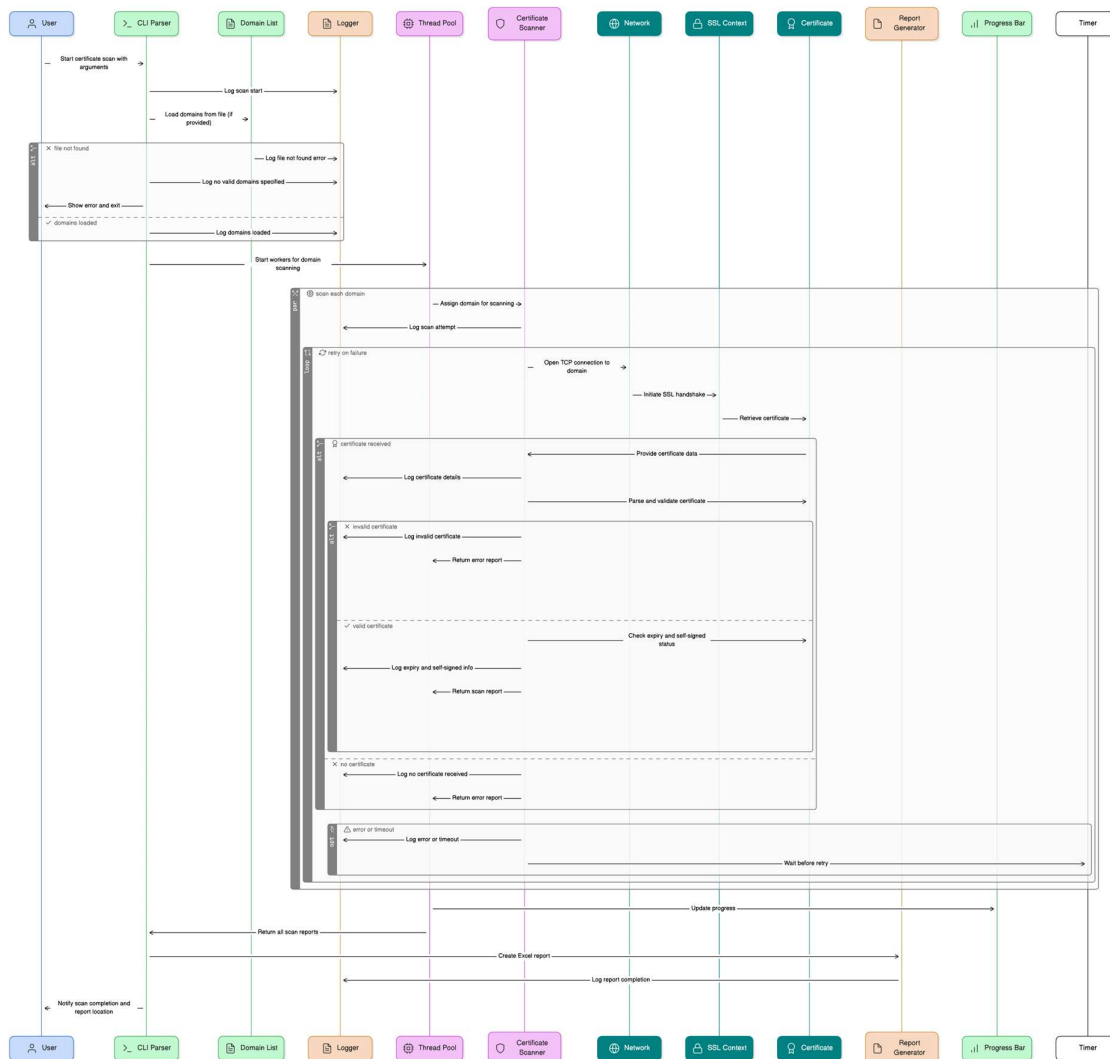 User
CLI Parser
Domain List
Logger
Thread Pool
Certificate
Scanner
Network
SSL Context
Certificate
Report
Generator
Progress Bar
Timer
Start certificate scan with
arguments
Log scan start
Load domains from file (if
provided)
alt
file not found
Log file not found error
Log no valid domains specified
Show error and exit
domains loaded
Log domains loaded
Start workers for domain
scanning
par
scan each domain
Assign domain for scanning
Log scan attempt
loop
retry on failure
Open TCP connection to
domain
Initiate SSL handshake
Retrieve certificate
alt
certificate received
Provide certificate data
Log certificate details
Parse and validate certificate
alt
invalid certificate
Log invalid certificate
Return error report
valid certificate
Check expiry and self-signed
status
Log expiry and self-signed info
Return scan report
no certificate
Log no certificate received
Return error report
opt
error or timeout
Log error or timeout
Wait before retry
Update progress
Return all scan reports
Create Excel report
Log report completion
Notify scan completion and
report location
User
CLI Parser
Domain List
Logger
Thread Pool
Certificate
Scanner
Network
SSL Context
Certificate
Report
Generator
Progress Bar
Timer